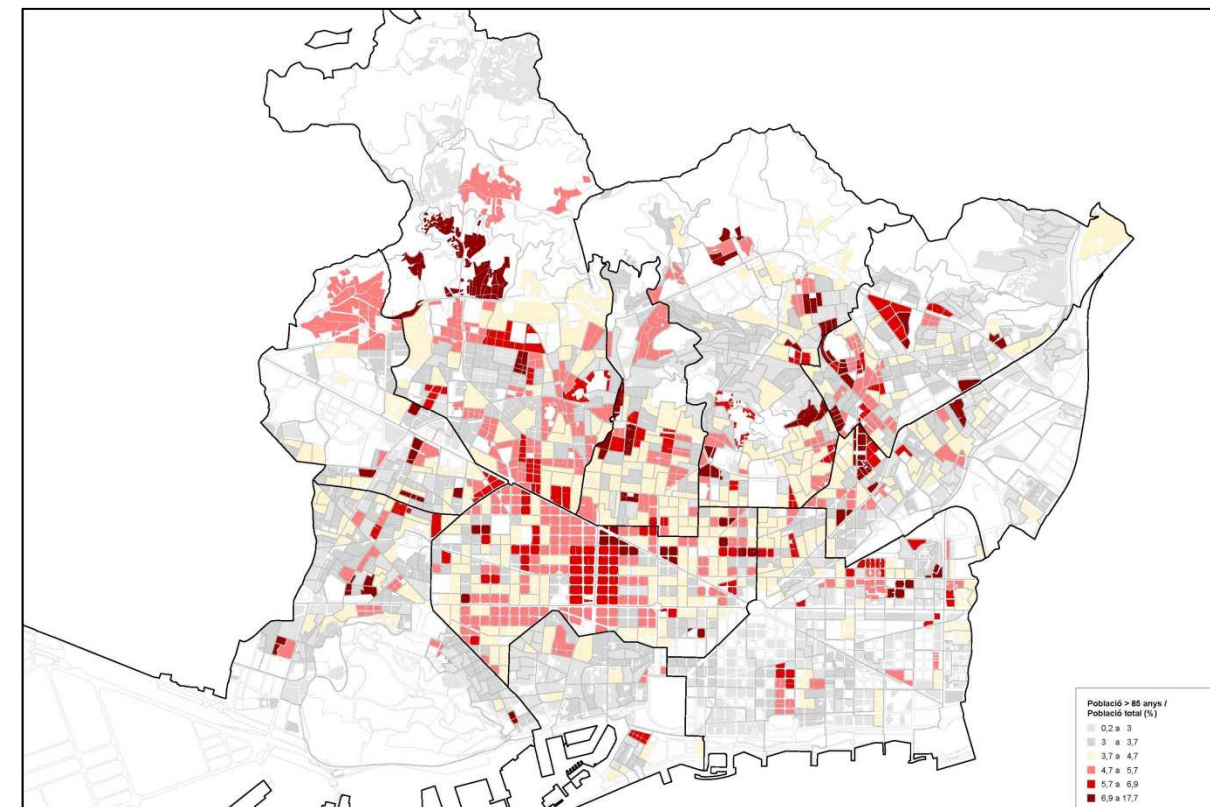 Població > 85 anys /
Població total (%)
0,2 a 3
3 a 3,7
3,7 a 4,7
4,7 a 5,7
5,7 a 6,9
6,9 a 17,7